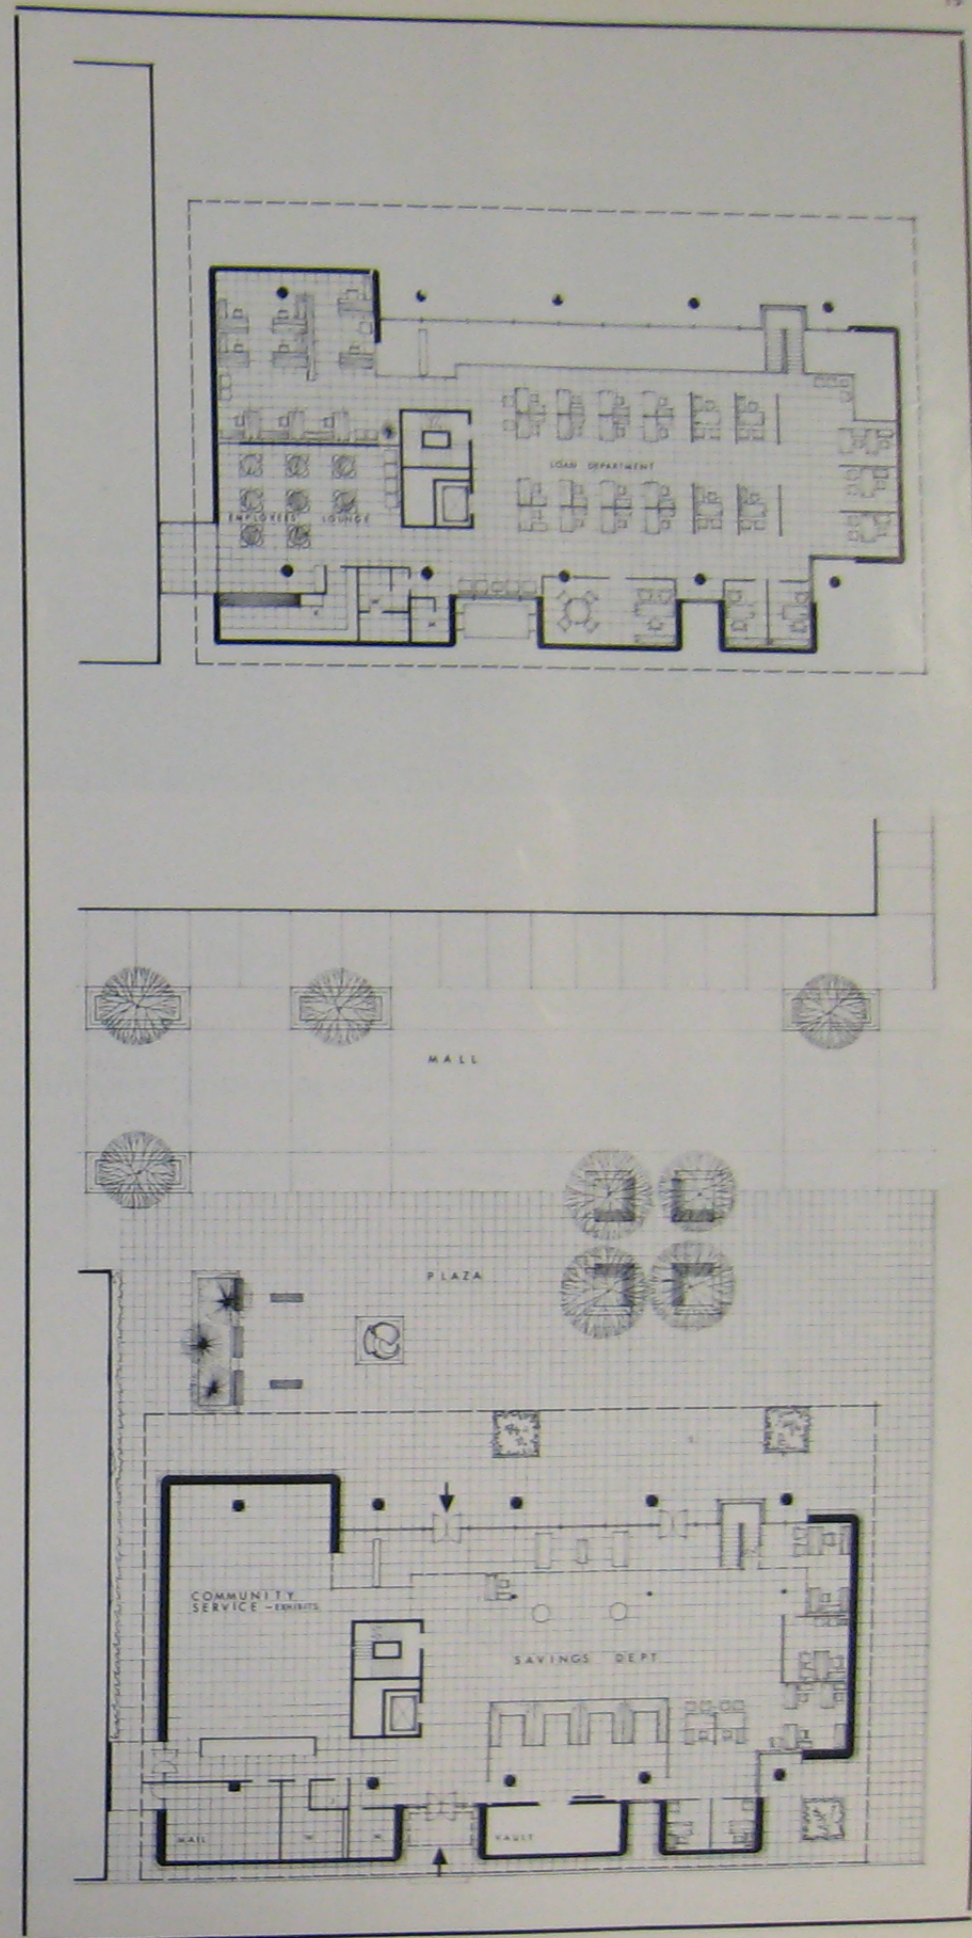 LOAN DEPARTMENT
EMPLOYEES LOUNGE
MALL
PLAZA
COMMUNITY
SERVICE - EXHIBITS
SAVINGS DEPT
MAIL
VAULT